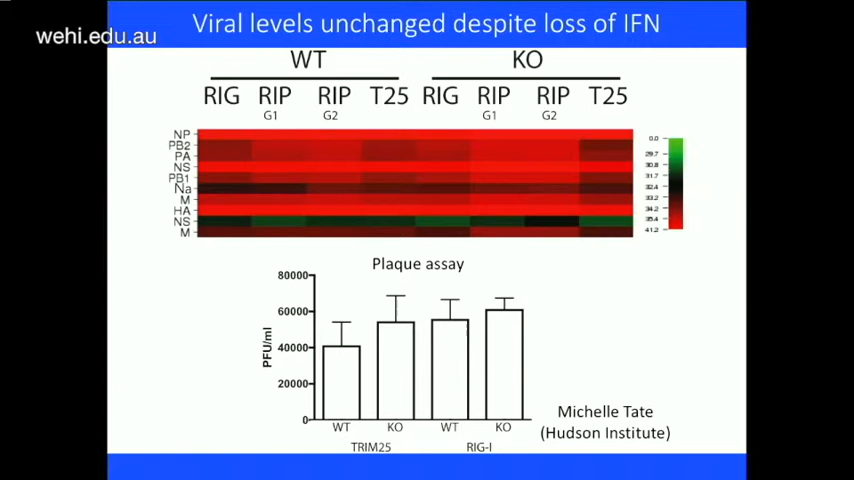 Viral levels unchanged despite loss of IFN
wehi.edu.au
WT KO
RIG RIP RIP T25 RIG RIP RIP T25
G1 G2 G1 G2
NP
PB2
PA
NS
PB1
Na
M
HA
NS
M
0.0
29.7
30.8
32.4
33.2
34.2
35.4
41.2
Plaque assay
80000
60000
40000
20000
0
PFU/ml
WT KO WT KO
TRIM25 RIG-I
Michelle Tate
(Hudson Institute)